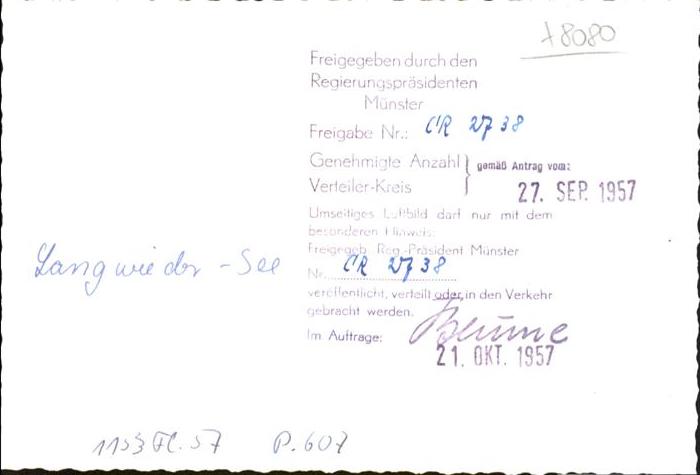 +8080
Freigegeben durch den
Regierungspräsidenten
Münster
Freigabe Nr.: CR 2738
Genehmigte Anzahl } gemäß Antrag vom:
Verteiler-Kreis 27. SEP. 1957
Umseitiges Luftbild darf nur mit dem
besonderen Hinweis:
Freigegeb. Reg.-Präsident Münster
Langwieder-See
Nr. CR 2738
veröffentlicht, verteilt oder in den Verkehr
gebracht werden.
Im Auftrage: Blume
21. OKT. 1957
1153 Fl. 57 P. 607